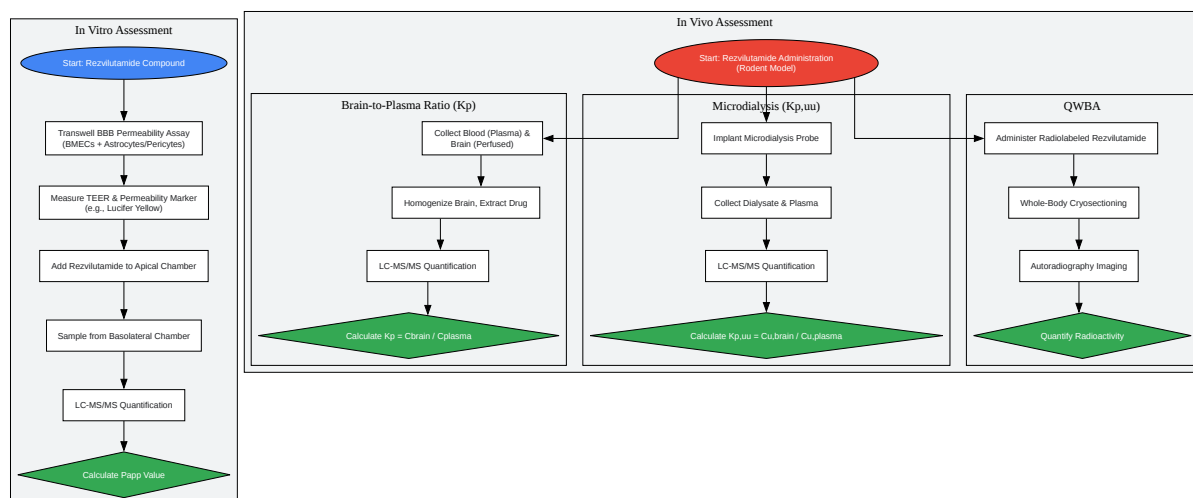 In Vitro Assessment
Start: Rezvilutamide Compound
Transwell BBB Permeability Assay
(BMECs + Astrocytes/Pericytes)
Measure TEER & Permeability Marker
(e.g., Lucifer Yellow)
Add Rezvilutamide to Apical Chamber
Sample from Basolateral Chamber
LC-MS/MS Quantification
Calculate Papp Value
In Vivo Assessment
Start: Rezvilutamide Administration
(Rodent Model)
Brain-to-Plasma Ratio (Kp)
Collect Blood (Plasma) &
Brain (Perfused)
Homogenize Brain, Extract Drug
LC-MS/MS Quantification
Calculate Kp = Cbrain / Cplasma
Microdialysis (Kp,uu)
Implant Microdialysis Probe
Collect Dialysate & Plasma
LC-MS/MS Quantification
Calculate Kp,uu = Cu,brain / Cu,plasma
QWBA
Administer Radiolabeled Rezvilutamide
Whole-Body Cryosectioning
Autoradiography Imaging
Quantify Radioactivity